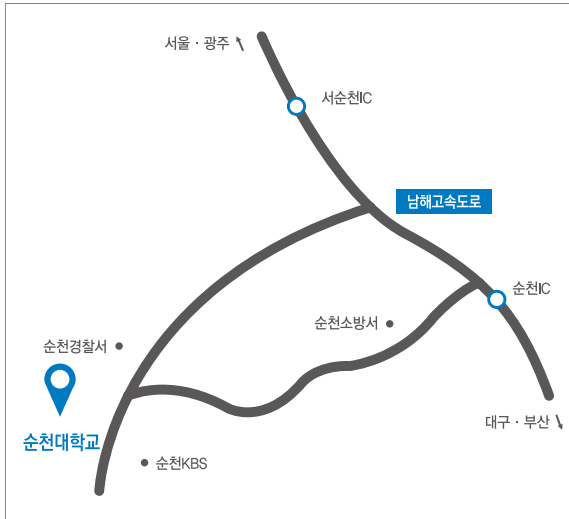 서울 · 광주
서순천IC
남해고속도로
순천IC
순천소방서
순천경찰서
대구 · 부산
순천대학교
순천KBS